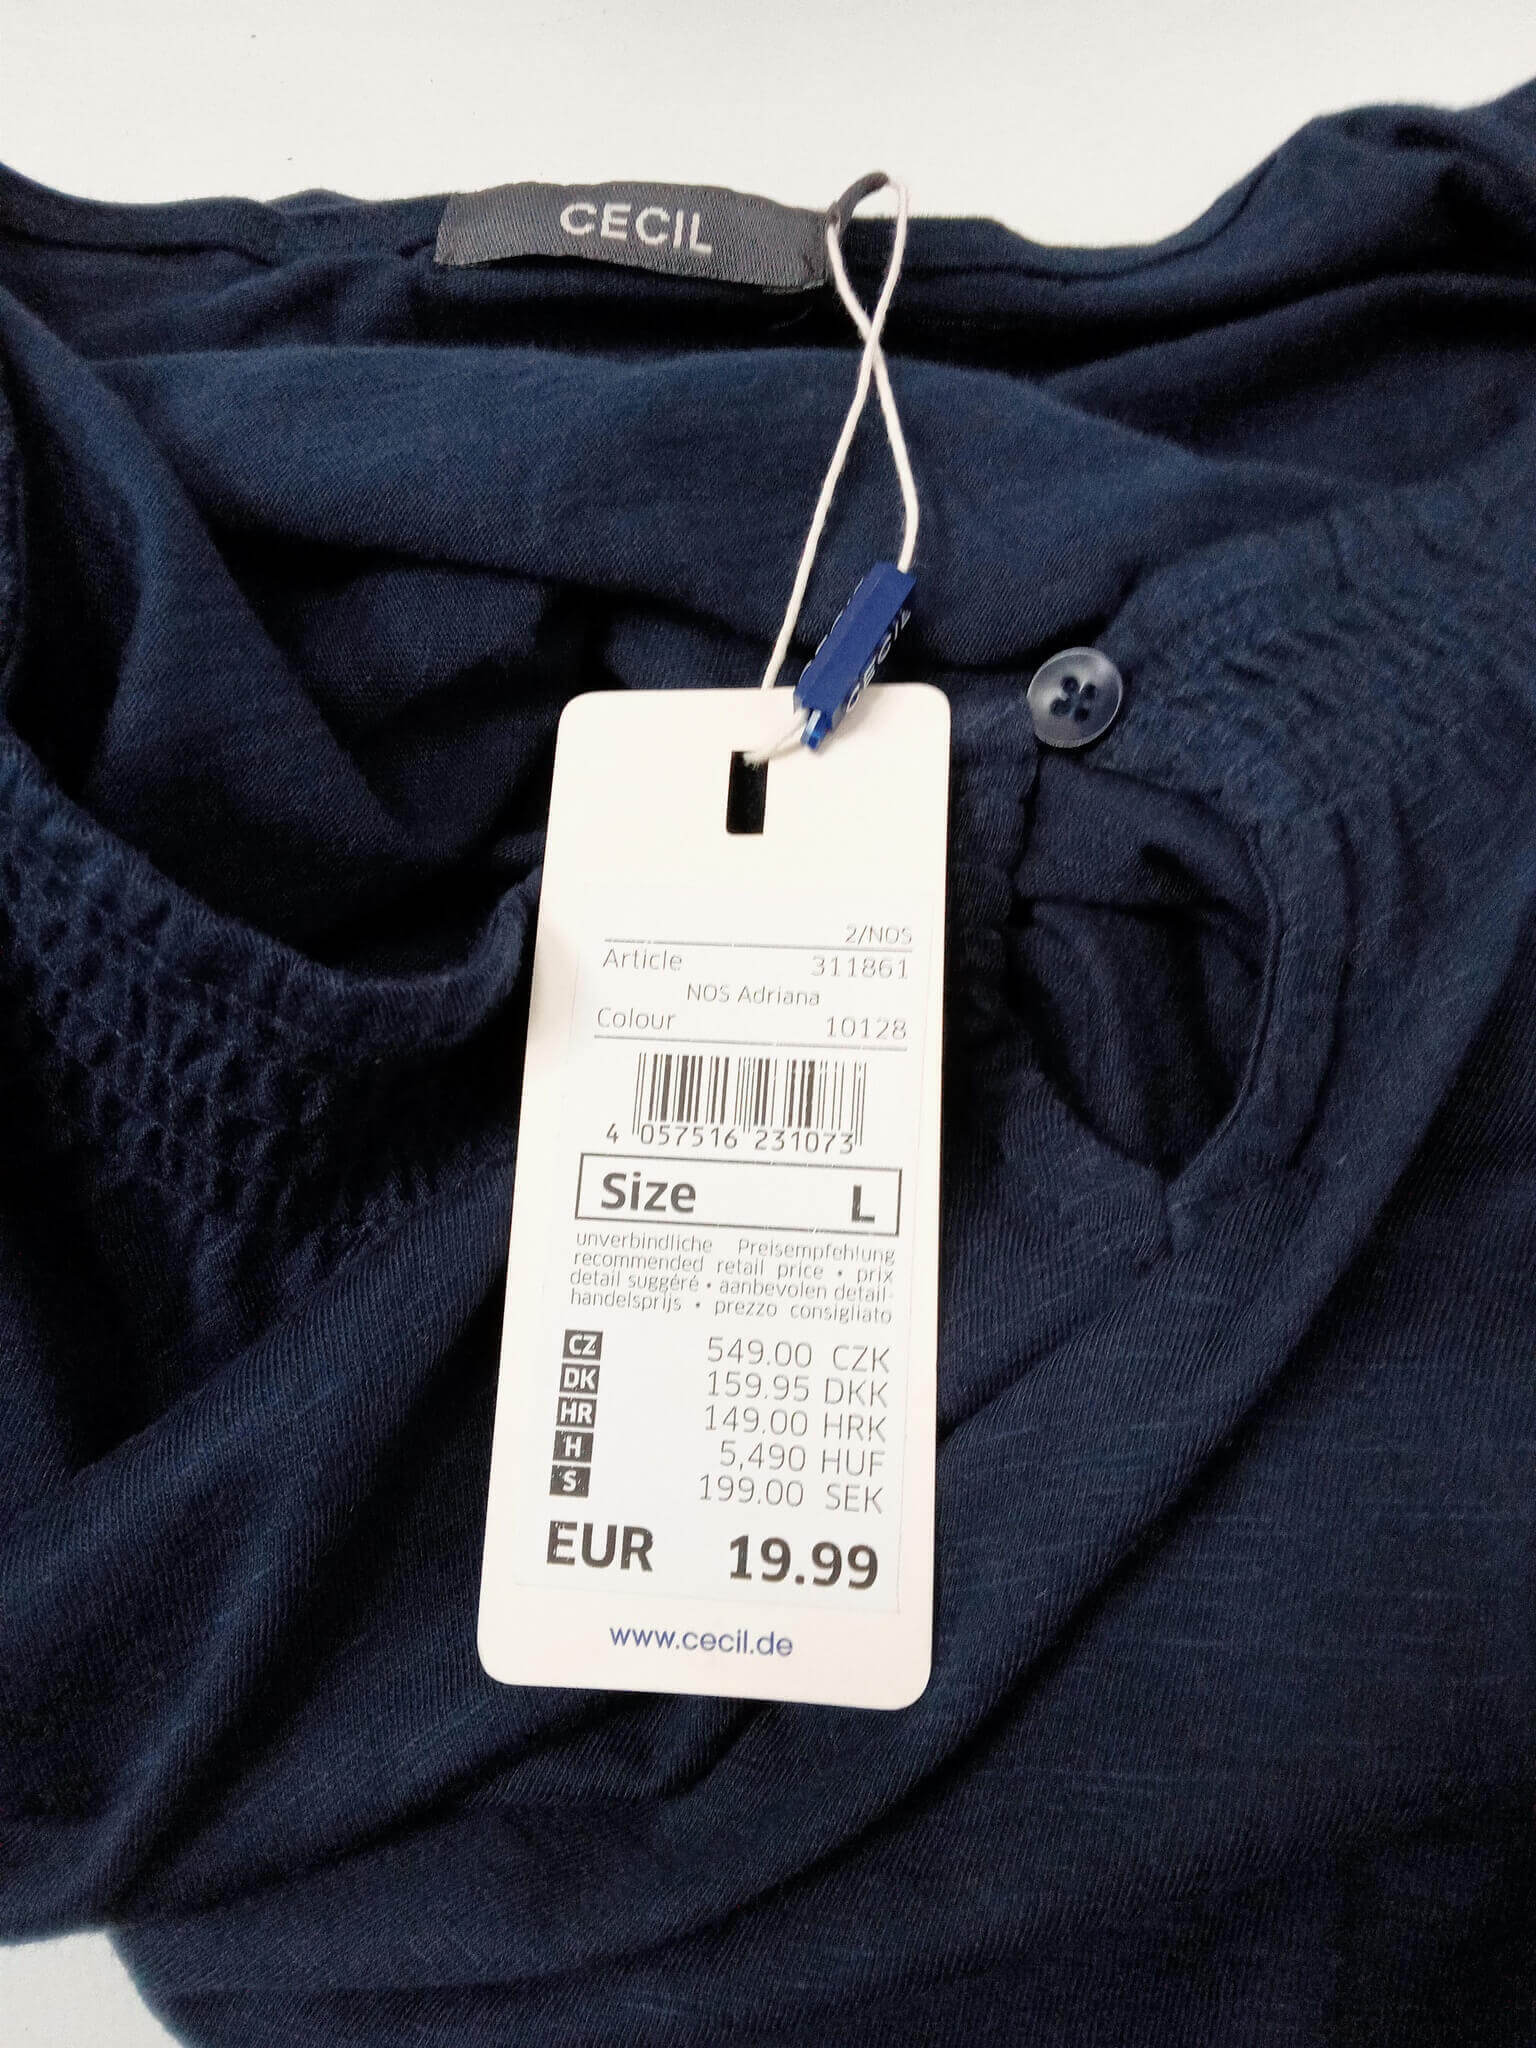 CECIL
CECIL
2/NOS
Article 311861
NOS Adriana
Colour 10128
4 057516 231073
Size L
unverbindliche Preisempfehlung
recommended retail price • prix
detail suggéré • aanbevolen detail-
handelsprijs • prezzo consigliato
CZ 549.00 CZK
DK 159.95 DKK
HR 149.00 HRK
H 5,490 HUF
S 199.00 SEK
EUR 19.99
www.cecil.de